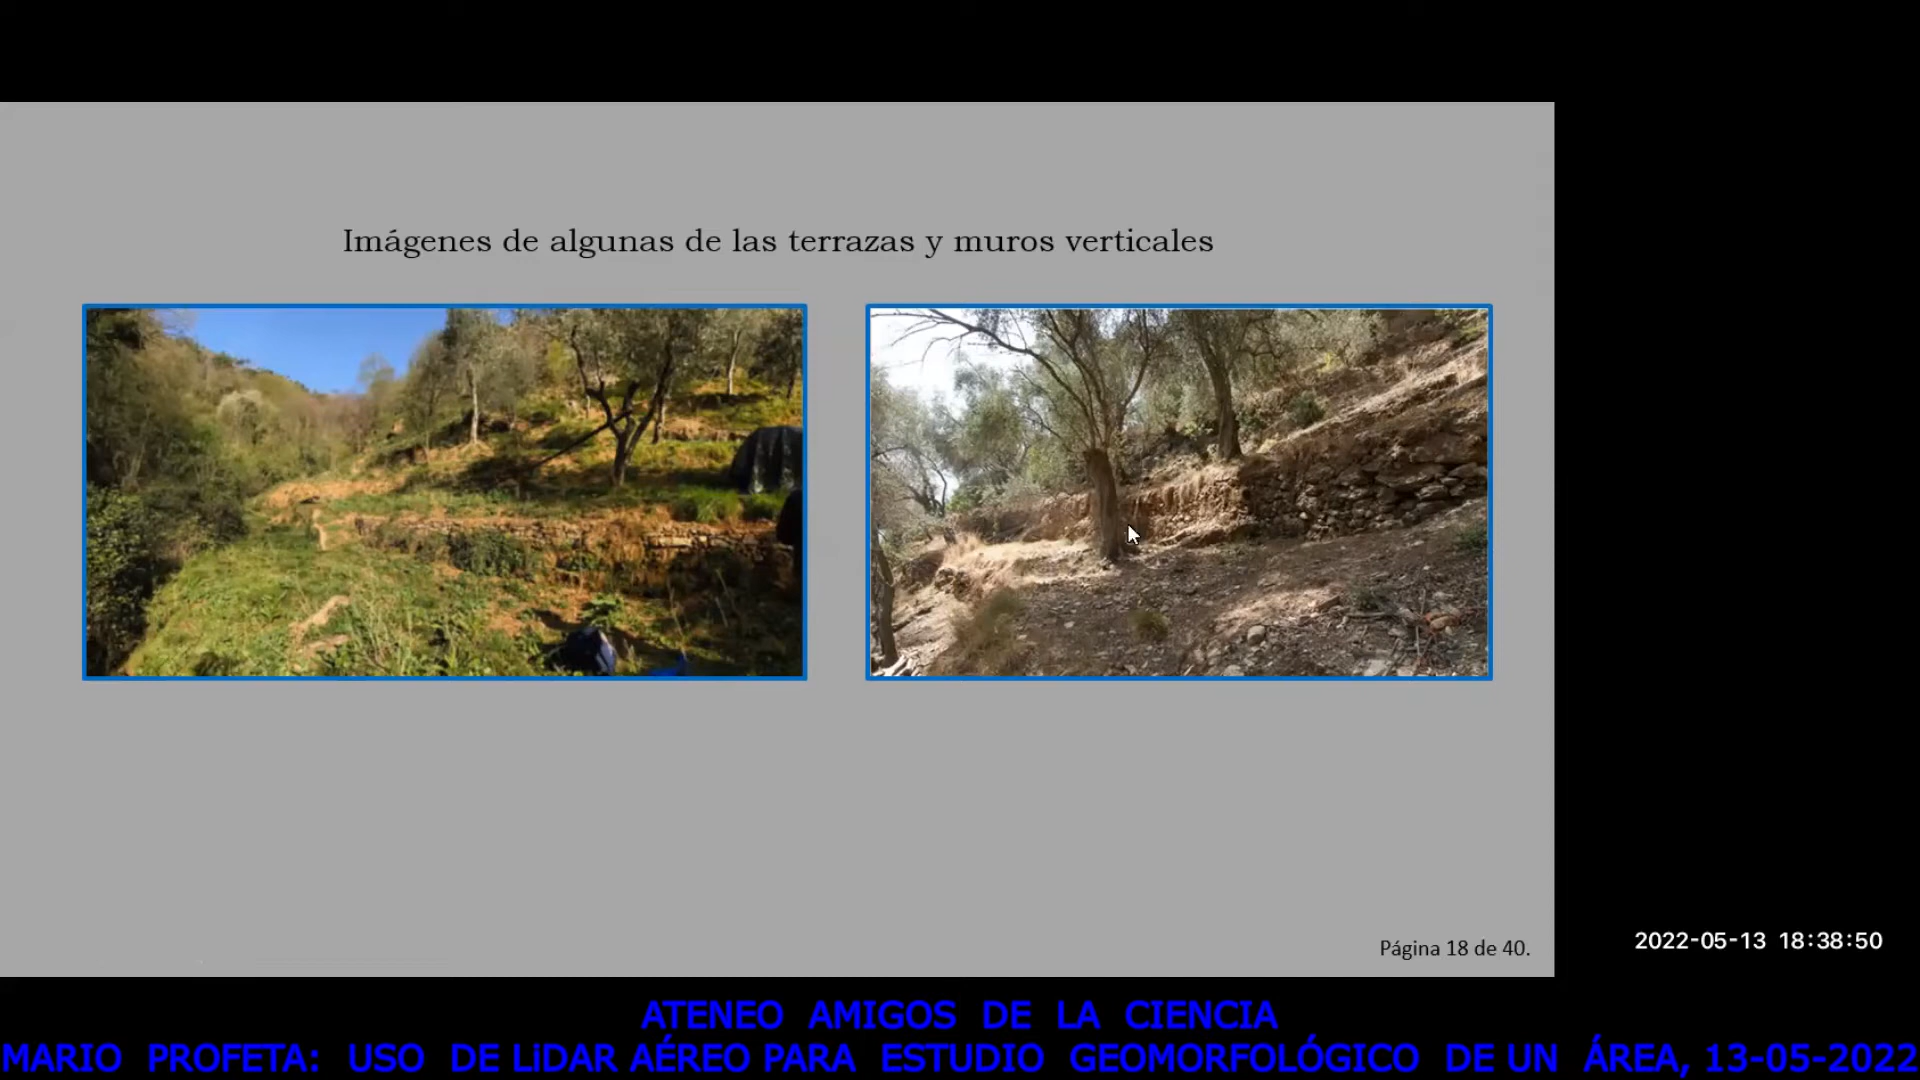 Imágenes de algunas de las terrazas y muros verticales
Página 18 de 40.
2022-05-13 18:38:50
ATENEO AMIGOS DE LA CIENCIA
MARIO PROFETA: USO DE LiDAR AÉREO PARA ESTUDIO GEOMORFOLÓGICO DE UN ÁREA, 13-05-2022